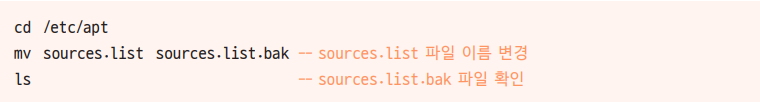 cd /etc/apt
mv sources.list sources.list.bak -- sources.list 파일 이름 변경
ls -- sources.list.bak 파일 확인